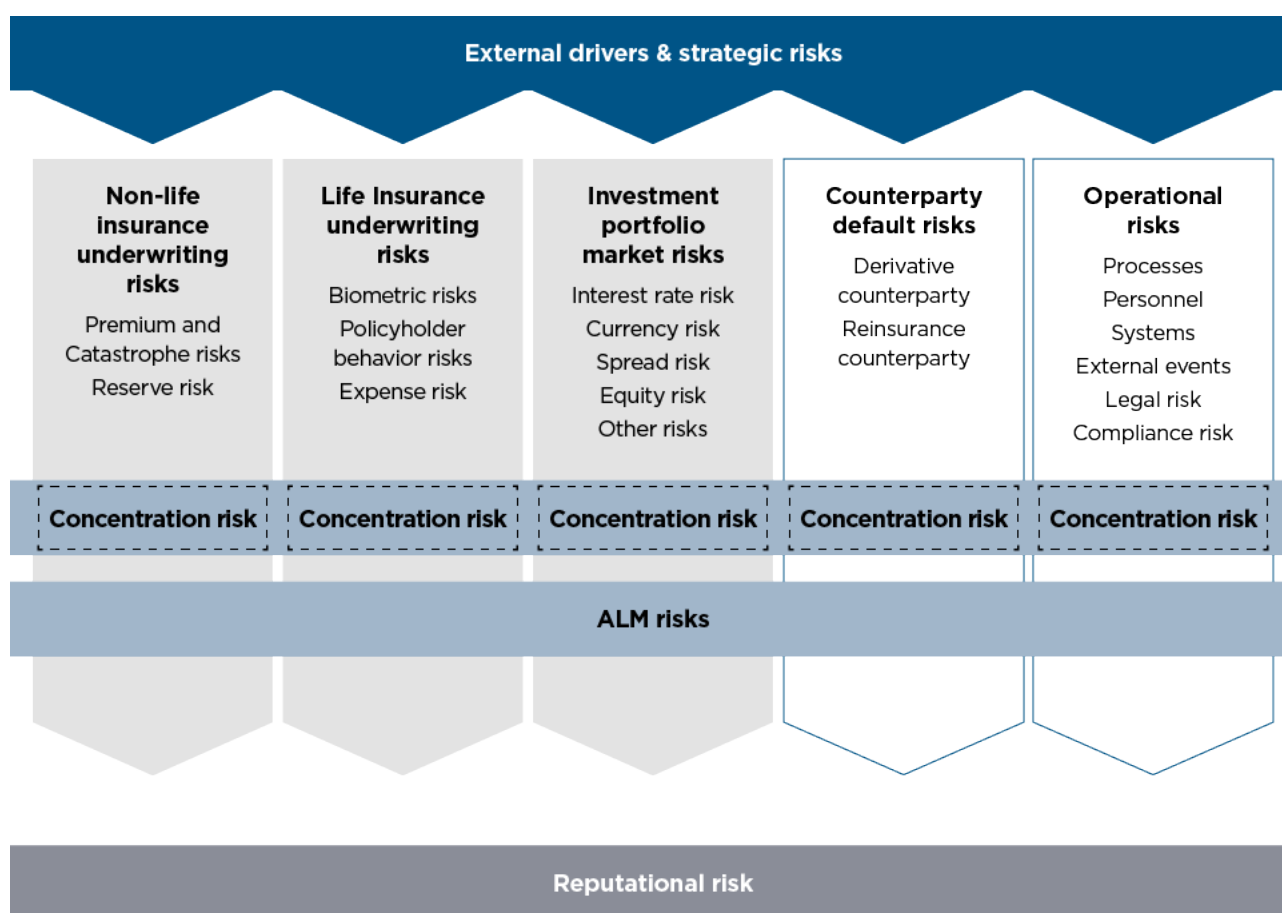 External drivers & strategic risks
Non-life
insurance
underwriting
risks
Premium and
Catastrophe risks
Reserve risk
Life Insurance
underwriting
risks
Biometric risks
Policyholder
behavior risks
Expense risk
Investment
portfolio
market risks
Interest rate risk
Currency risk
Spread risk
Equity risk
Other risks
Counterparty
default risks
Derivative
counterparty
Reinsurance
counterparty
Operational
risks
Processes
Personnel
Systems
External events
Legal risk
Compliance risk
Concentration risk
Concentration risk
Concentration risk
Concentration risk
Concentration risk
ALM risks
Reputational risk